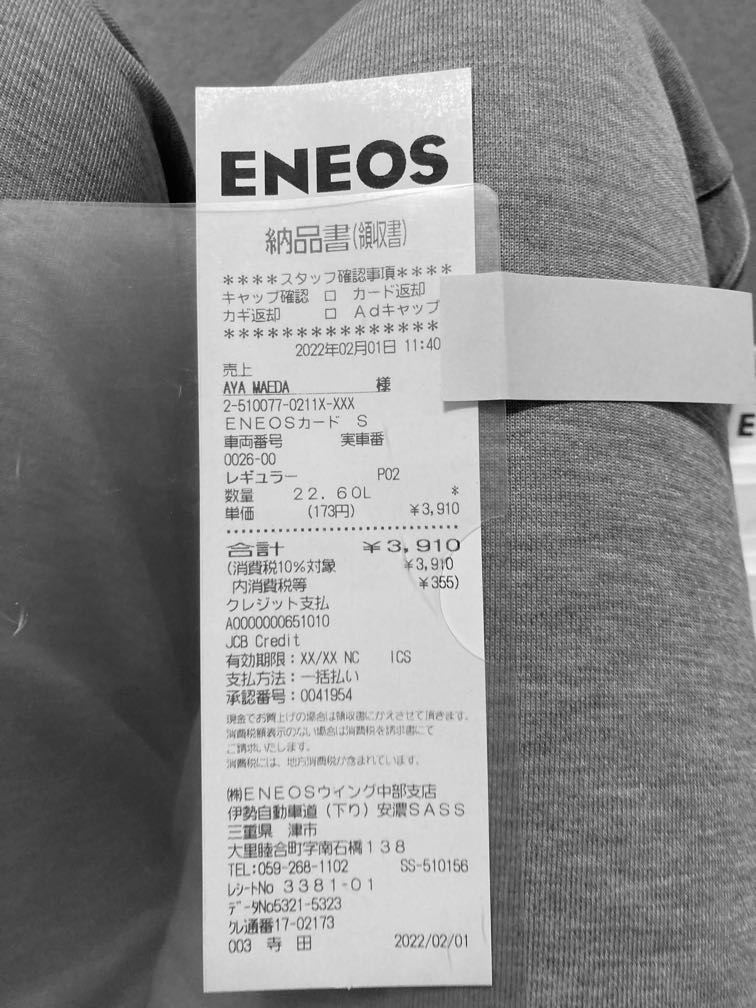 ENEOS
納品書(領収書)
****スタッフ確認事項****
キャップ確認 □ カード返却
カギ返却 □ Adキャップ
***************
2022年02月01日 11:40
売上
AYA MAEDA 様
2-510077-0211X-XXX
ENEOSカード S
車両番号 実車番
0026-00
レギュラー P02
数量 22.60L *
単価 (173円) ¥3,910
合計 ¥3,910
(消費税10%対象 ¥3,910
内消費税等 ¥355)
クレジット支払
A0000000651010
JCB Credit
有効期限:XX/XX NC ICS
支払方法:一括払い
承認番号:0041954
現金でお買上げの場合は領収書にかえさせて頂きます。
消費税額表示のない場合は消費税を請求書にて
ご請求いたします。
消費税には、地方消費税が含まれています。
㈱ENEOSウイング中部支店
伊勢自動車道(下り)安濃SASS
三重県 津市
大里睦合町字南石橋138
TEL:059-268-1102 SS-510156
レシートNo 3381-01
データNo5321-5323
クレ通番17-02173
003 寺田 2022/02/01
E